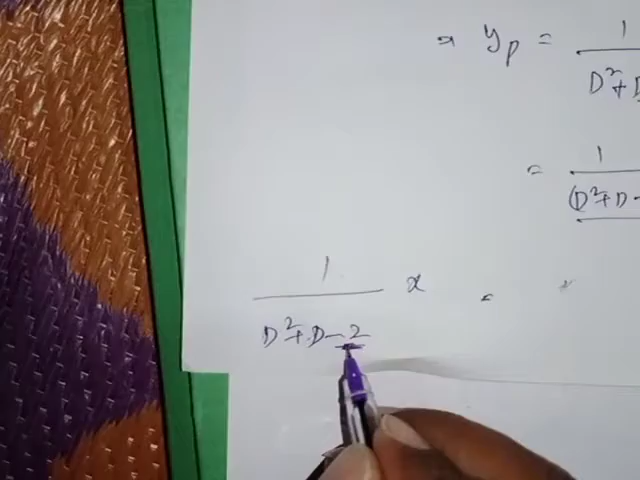 ⇒ y_p = 1 / D²+D
= 1 / (D²+D-
1 / D²+D-2 x =